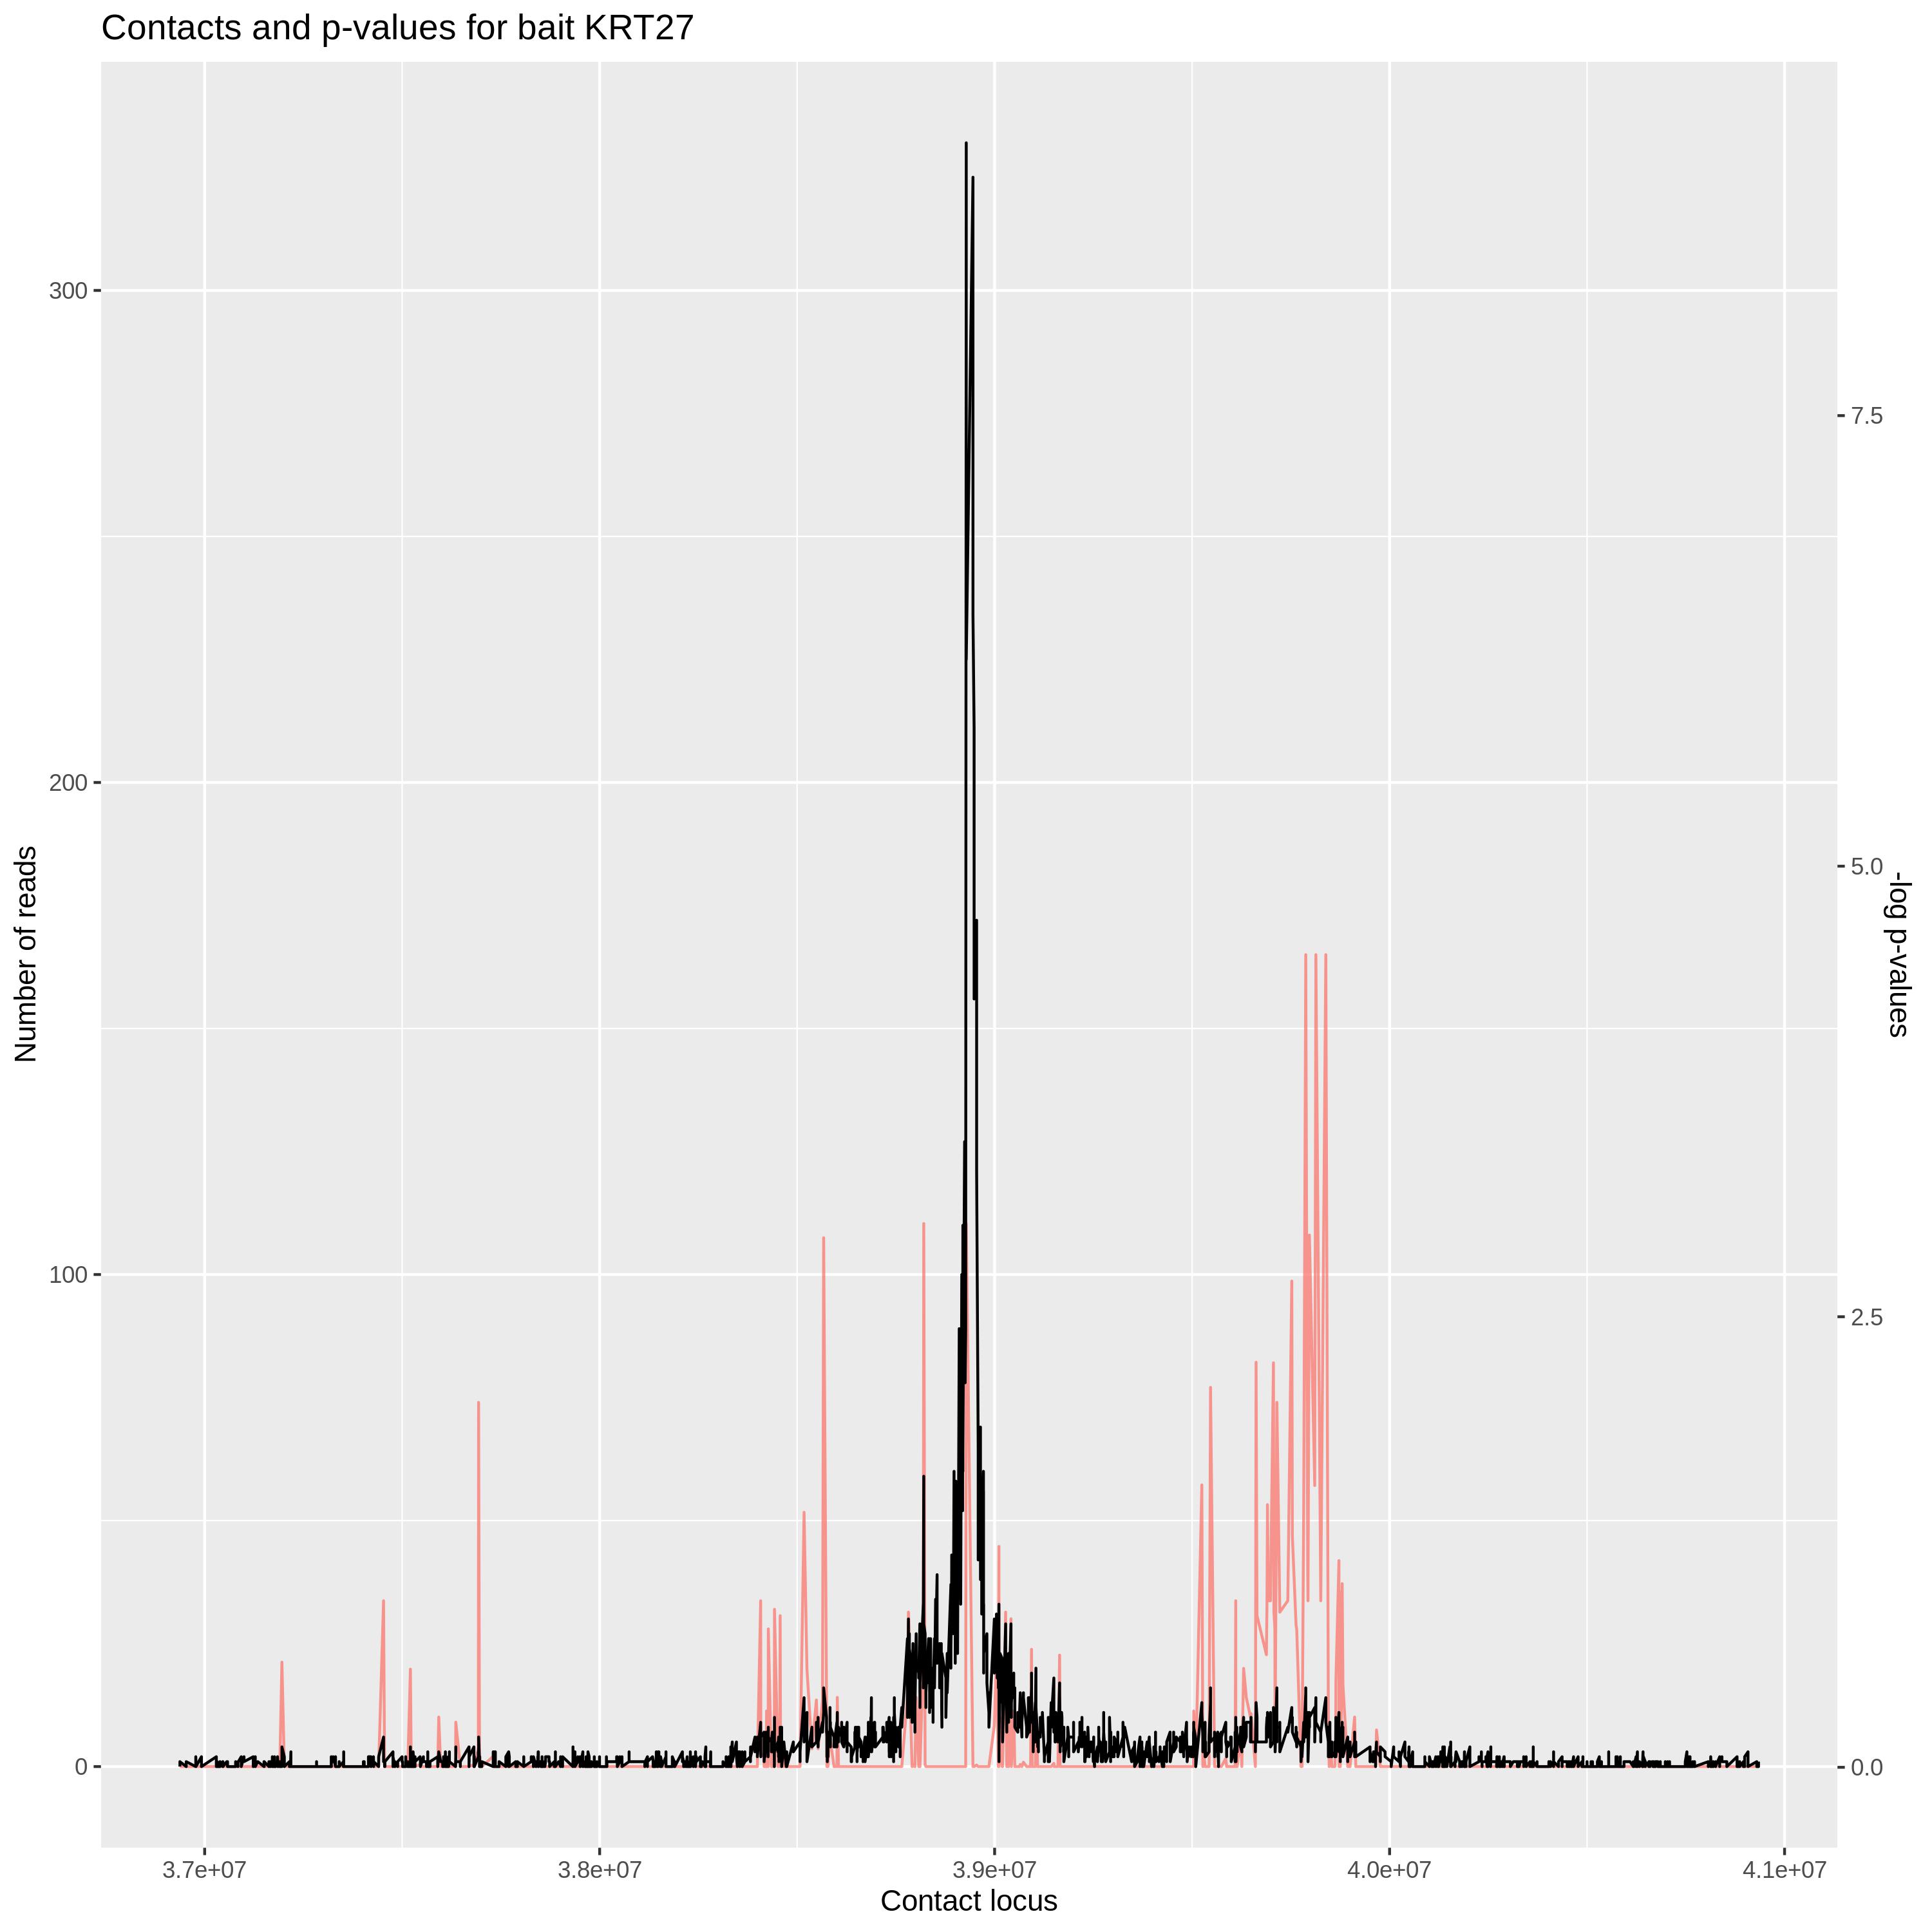 Contacts and p-values for bait KRT27
300
200
100
0
Number of reads
7.5
5.0
2.5
0.0
-log p-values
3.7e+07 3.8e+07 3.9e+07 4.0e+07 4.1e+07
Contact locus